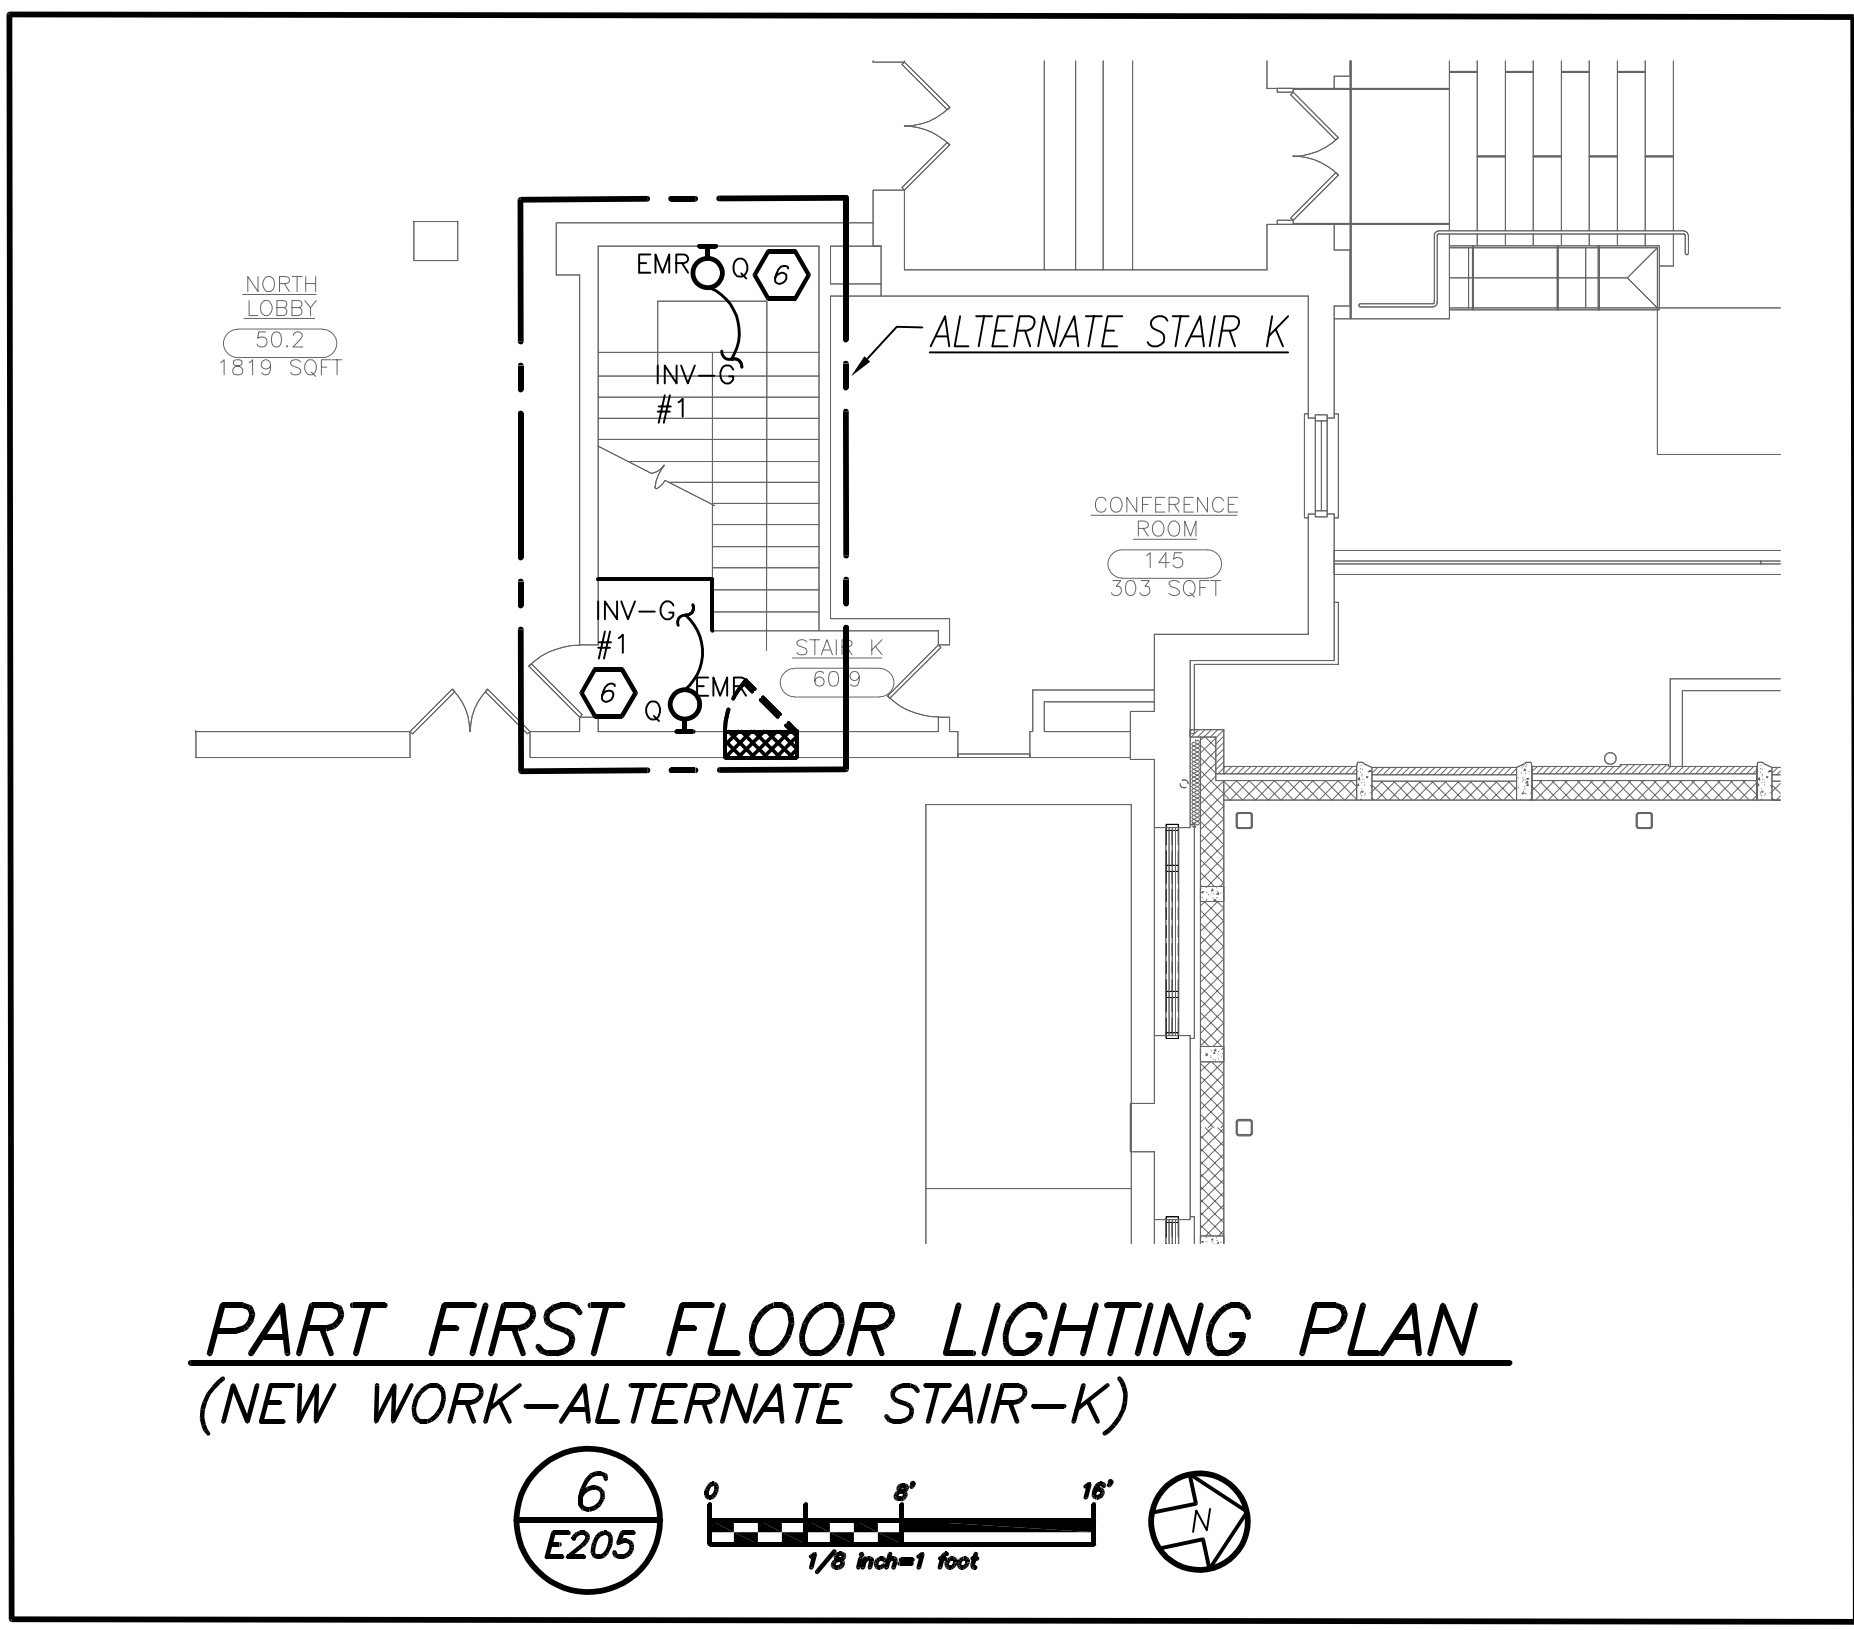 NORTH
LOBBY
50.2
1819 SQFT
EMR
Q
6
INV-G
#1
ALTERNATE STAIR K
CONFERENCE
ROOM
145
303 SQFT
INV-G
#1
6
Q
EMR
STAIR K
60.9
PART FIRST FLOOR LIGHTING PLAN
(NEW WORK-ALTERNATE STAIR-K)
6
E205
0 8' 16'
1/8 inch=1 foot
N